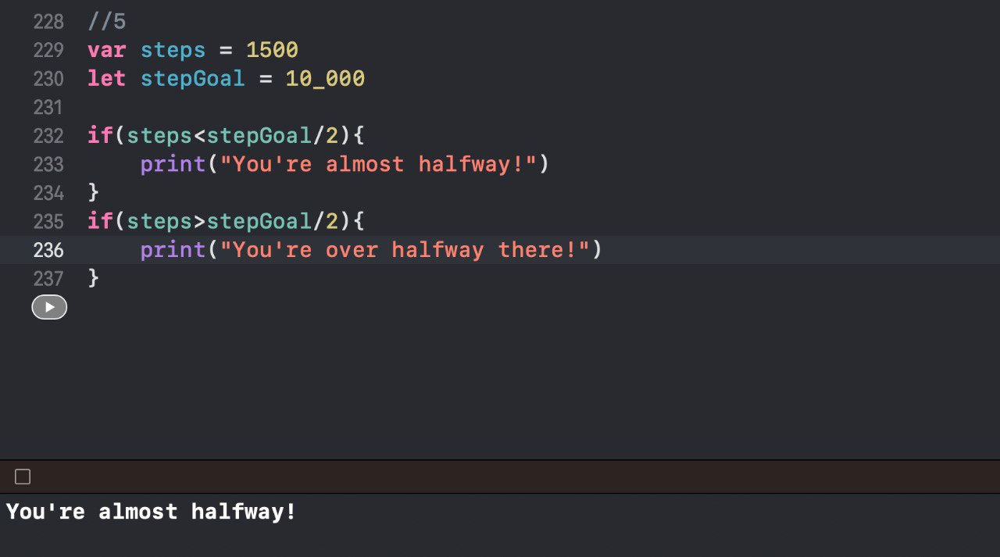 228 //5
229 var steps = 1500
230 let stepGoal = 10_000
231
232 if(steps<stepGoal/2){
233     print("You're almost halfway!")
234 }
235 if(steps>stepGoal/2){
236     print("You're over halfway there!")
237 }
You're almost halfway!